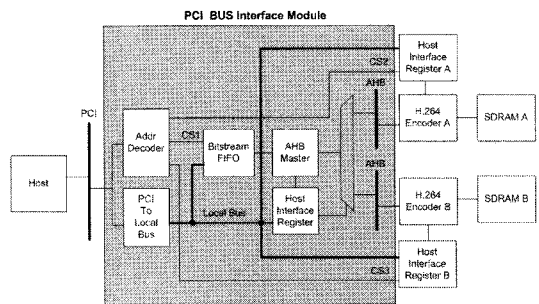 PCI BUS Interface Module
CS2
Host
Interface
Register A
AHB
PCI
Addr
Decoder
CS1
Bitstream
FIFO
AHB
Master
H.264
Encoder A
SDRAM A
Host
PCI
To
Local
Bus
Local Bus
Host
Interface
Register
AHB
H.264
Encoder B
SDRAM B
CS3
Host
Interface
Register B